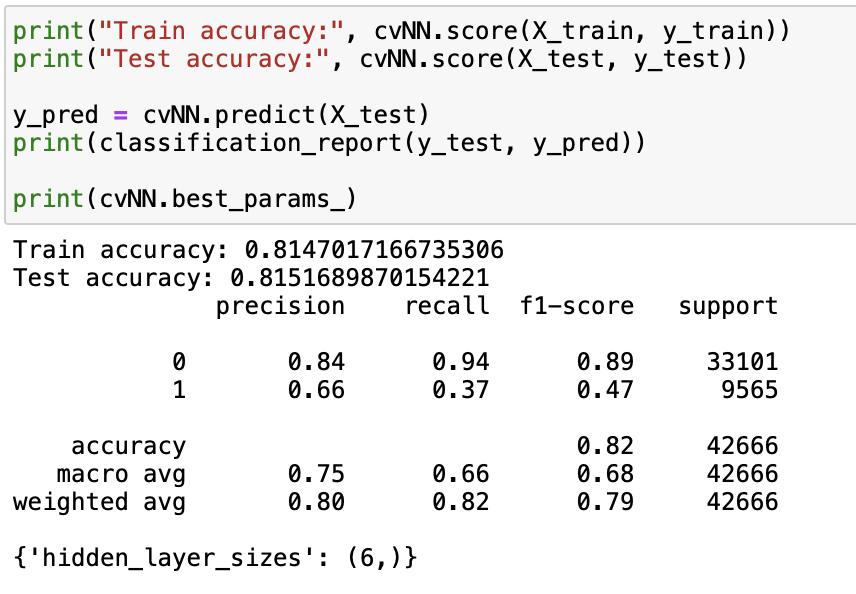 print("Train accuracy:", cvNN.score(X_train, y_train))
print("Test accuracy:", cvNN.score(X_test, y_test))
y_pred = cvNN.predict(X_test)
print(classification_report(y_test, y_pred))
print(cvNN.best_params_)
Train accuracy: 0.8147017166735306
Test accuracy: 0.8151689870154221
precision recall f1-score support
0 0.84 0.94 0.89 33101
1 0.66 0.37 0.47 9565
accuracy 0.82 42666
macro avg 0.75 0.66 0.68 42666
weighted avg 0.80 0.82 0.79 42666
{'hidden_layer_sizes': (6,)}